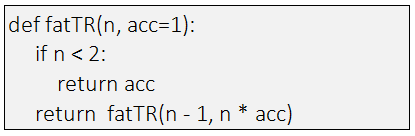 def fatTR(n, acc=1):
    if n < 2:
        return acc
    return  fatTR(n - 1, n * acc)